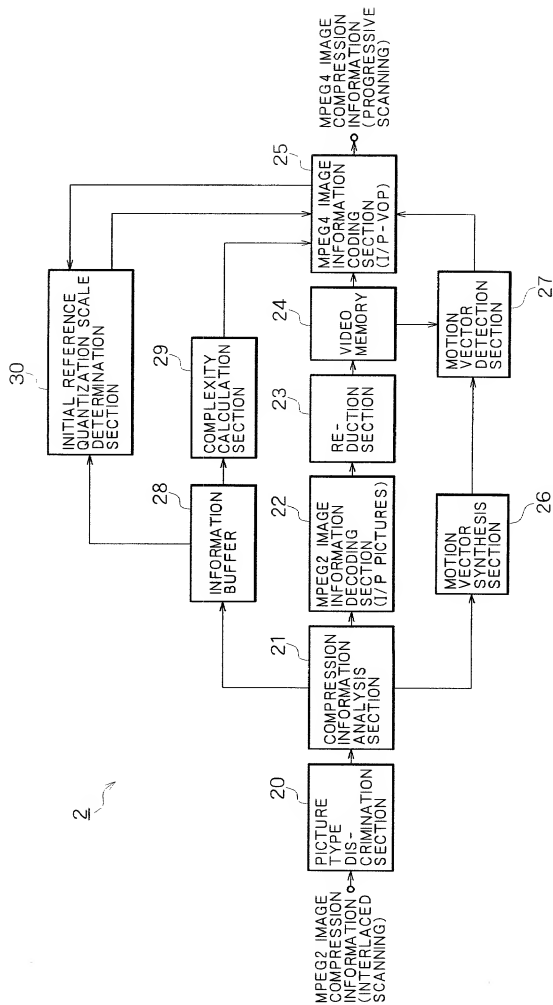 2
MPEG2 IMAGE
COMPRESSION
INFORMATION
(INTERLACED
SCANNING)
20
PICTURE
TYPE
DIS-
CRIMINATION
SECTION
21
COMPRESSION
INFORMATION
ANALYSIS
SECTION
22
MPEG2 IMAGE
INFORMATION
DECODING
SECTION
(I/P PICTURES)
23
RE-
DUCTION
SECTION
24
VIDEO
MEMORY
25
MPEG4 IMAGE
INFORMATION
CODING
SECTION
(I/P-VOP)
MPEG4 IMAGE
COMPRESSION
INFORMATION
(PROGRESSIVE
SCANNING)
26
MOTION
VECTOR
SYNTHESIS
SECTION
27
MOTION
VECTOR
DETECTION
SECTION
28
INFORMATION
BUFFER
29
COMPLEXITY
CALCULATION
SECTION
30
INITIAL REFERENCE
QUANTIZATION SCALE
DETERMINATION
SECTION